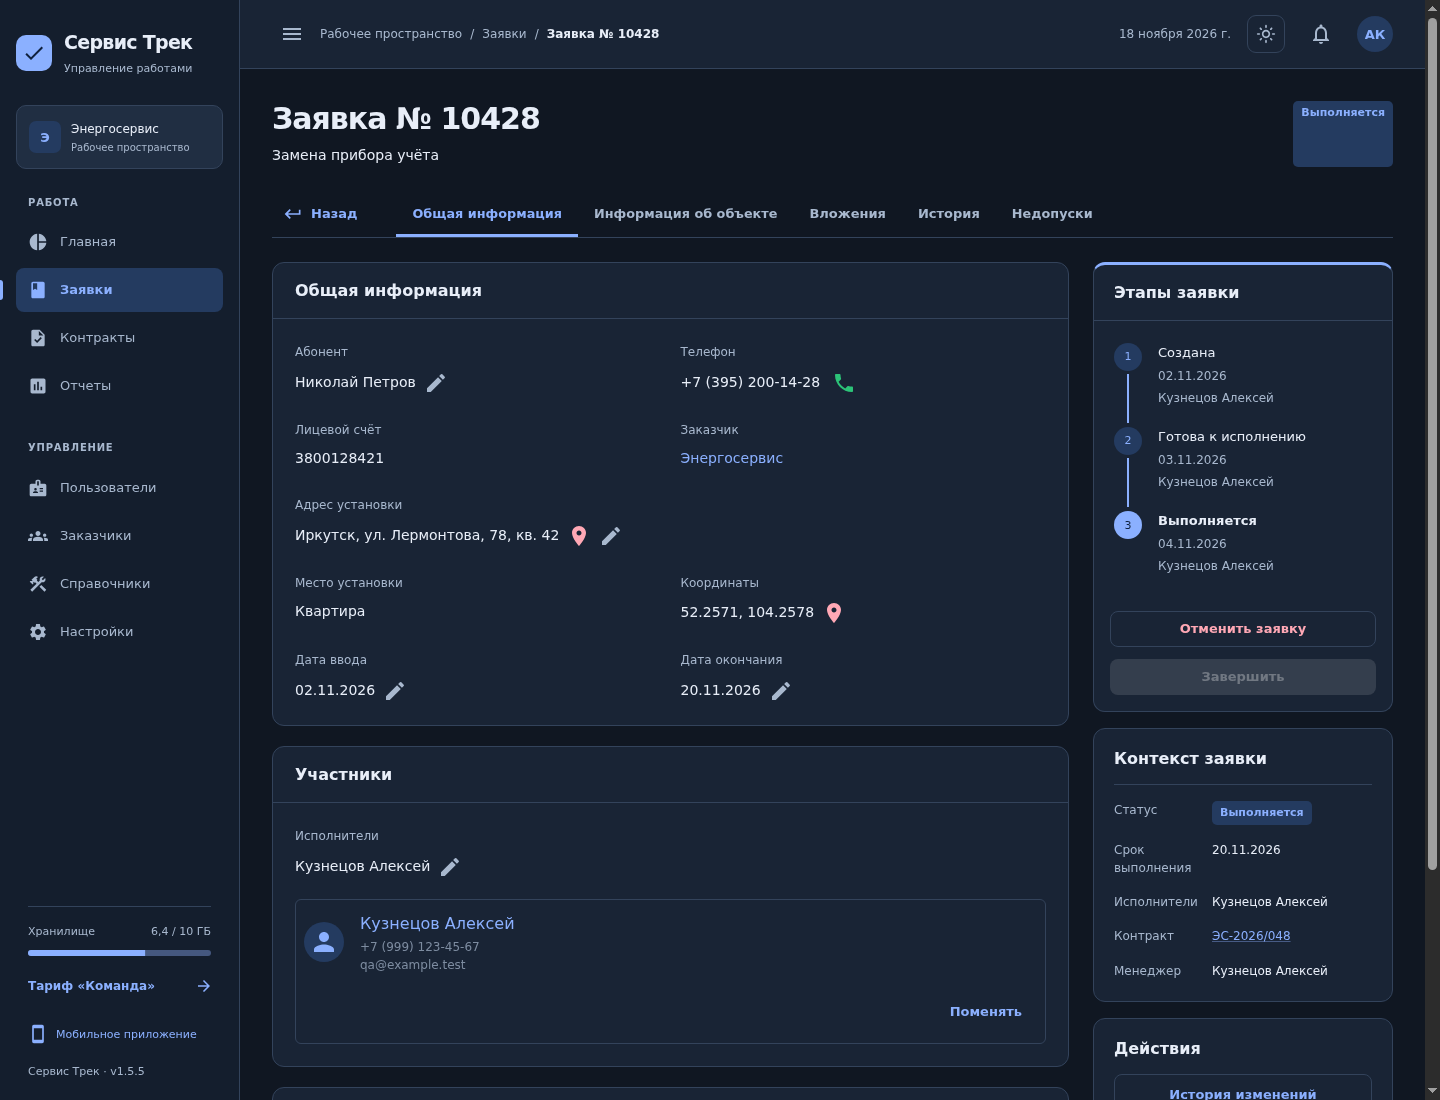 Сервис Трек
Управление работами
Э
Энергосервис
Рабочее пространство
РАБОТА
Главная
Заявки
Контракты
Отчеты
УПРАВЛЕНИЕ
Пользователи
Заказчики
Справочники
Настройки
Хранилище 6,4 / 10 ГБ
Тариф «Команда»
Мобильное приложение
Сервис Трек · v1.5.5
Рабочее пространство / Заявки / Заявка № 10428
18 ноября 2026 г.
АК
Заявка № 10428
Замена прибора учёта
Выполняется
Назад Общая информация Информация об объекте Вложения История Недопуски
Общая информация
Абонент Телефон
Николай Петров +7 (395) 200-14-28
Лицевой счёт Заказчик
3800128421 Энергосервис
Адрес установки
Иркутск, ул. Лермонтова, 78, кв. 42
Место установки Координаты
Квартира 52.2571, 104.2578
Дата ввода Дата окончания
02.11.2026 20.11.2026
Участники
Исполнители
Кузнецов Алексей
Кузнецов Алексей
+7 (999) 123-45-67
qa@example.test
Поменять
Этапы заявки
1 Создана
02.11.2026
Кузнецов Алексей
2 Готова к исполнению
03.11.2026
Кузнецов Алексей
3 Выполняется
04.11.2026
Кузнецов Алексей
Отменить заявку
Завершить
Контекст заявки
Статус Выполняется
Срок выполнения 20.11.2026
Исполнители Кузнецов Алексей
Контракт ЭС-2026/048
Менеджер Кузнецов Алексей
Действия
История изменений